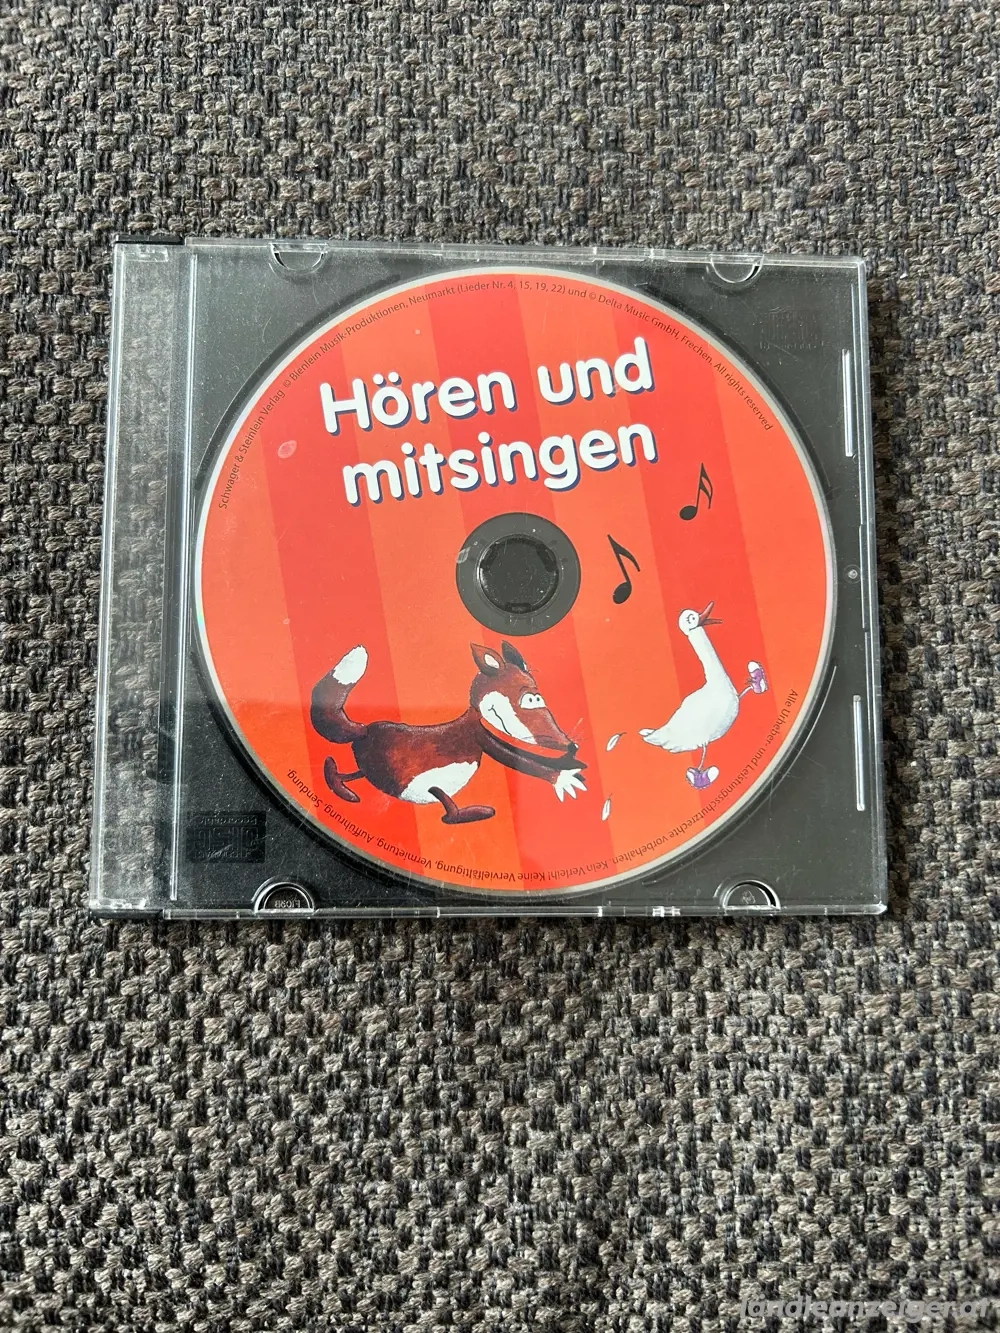 Schwager & Steinlein Verlag © Bienlein Musik-Produktionen, Neumarkt (Lieder Nr. 4, 15, 19, 22) und © Delta Music GmbH, Frechen. All rights reserved
Hören und
mitsingen
Alle Urheber- und Leistungsschutzrechte vorbehalten. Kein Verleih! Keine Vervielfältigung, Vermietung, Aufführung, Sendung.
ländleanzeiger.at